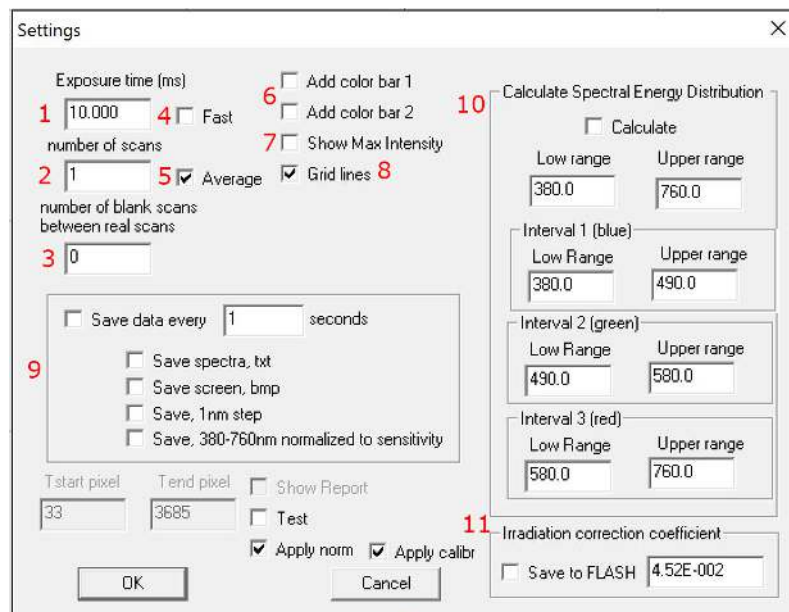 Settings
Exposure time (ms)
1 10.000 4 Fast
number of scans
2 1 5 Average
number of blank scans
between real scans
3 0
6 Add color bar 1
Add color bar 2
7 Show Max Intensity
Grid lines 8
9 Save data every 1 seconds
Save spectra, txt
Save screen, bmp
Save, 1nm step
Save, 380-760nm normalized to sensitivity
Tstart pixel Tend pixel
33 3685
Show Report
Test
Apply norm Apply calibr
OK Cancel
10 Calculate Spectral Energy Distribution
Calculate
Low range Upper range
380.0 760.0
Interval 1 (blue)
Low Range Upper range
380.0 490.0
Interval 2 (green)
Low Range Upper range
490.0 580.0
Interval 3 (red)
Low Range Upper range
580.0 760.0
11 Irradiation correction coefficient
Save to FLASH 4.52E-002